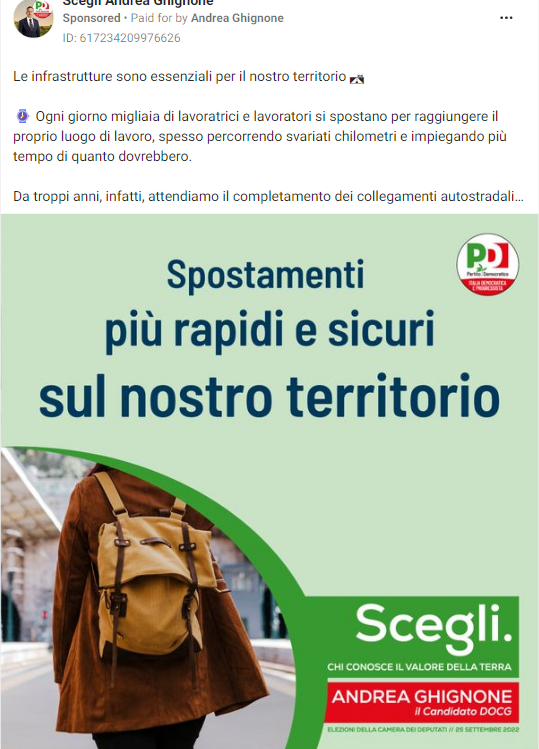 Scegli Andrea Ghignone
Sponsored • Paid for by Andrea Ghignone
ID: 617234209976626
Le infrastrutture sono essenziali per il nostro territorio
Ogni giorno migliaia di lavoratrici e lavoratori si spostano per raggiungere il
proprio luogo di lavoro, spesso percorrendo svariati chilometri e impiegando più
tempo di quanto dovrebbero.
Da troppi anni, infatti, attendiamo il completamento dei collegamenti autostradali...
PD
Partito Democratico
ITALIA DEMOCRATICA
E PROGRESSISTA
Spostamenti
più rapidi e sicuri
sul nostro territorio
Scegli.
CHI CONOSCE IL VALORE DELLA TERRA
ANDREA GHIGNONE
il Candidato DOCG
ELEZIONI DELLA CAMERA DEI DEPUTATI // 25 SETTEMBRE 2022